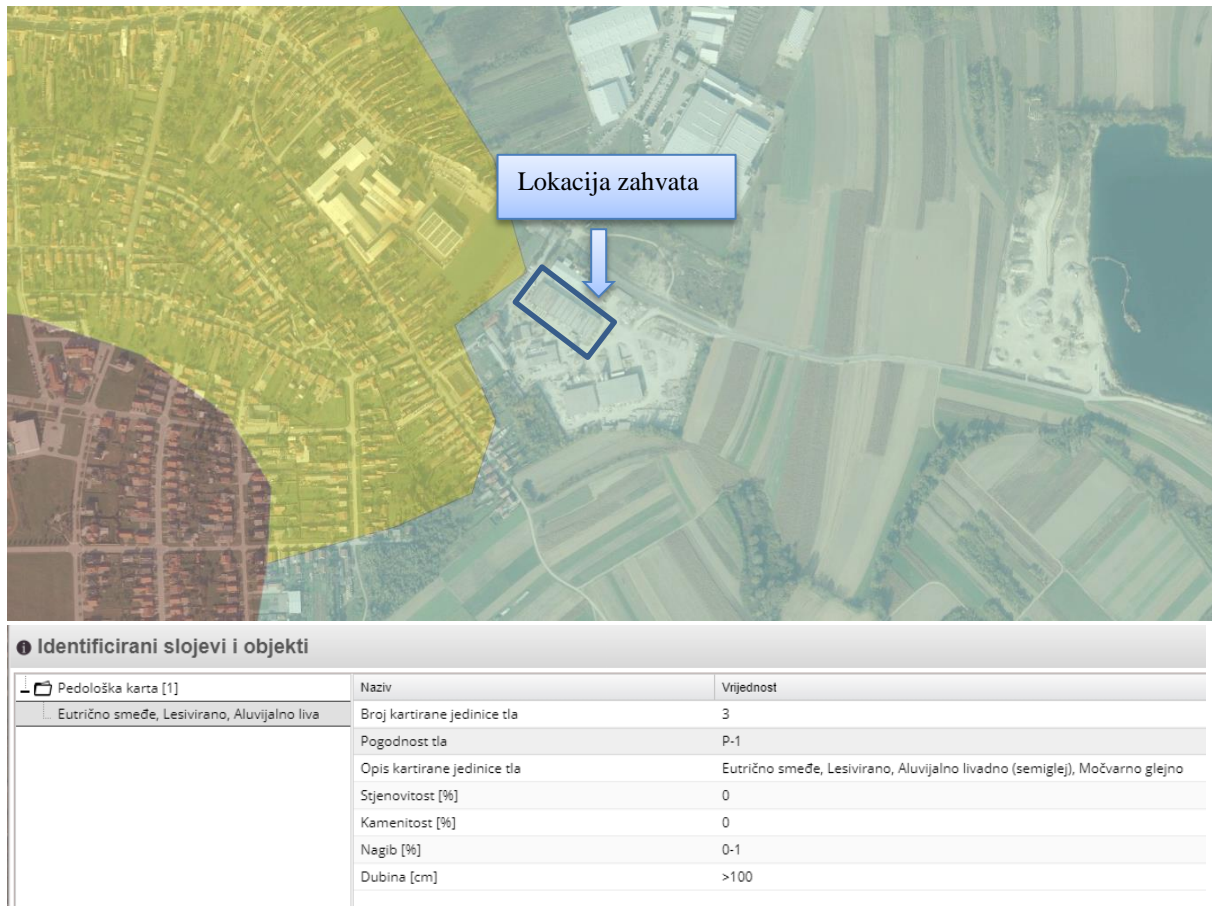 Lokacija zahvata
Identificirani slojevi i objekti
Pedološka karta [1]
Eutrično smeđe, Lesivirano, Aluvijalno liva
Naziv Vrijednost
Broj kartirane jedinice tla 3
Pogodnost tla P-1
Opis kartirane jedinice tla Eutrično smeđe, Lesivirano, Aluvijalno livadno (semiglej), Močvarno glejno
Stjenovitost [%] 0
Kamenitost [%] 0
Nagib [%] 0-1
Dubina [cm] >100